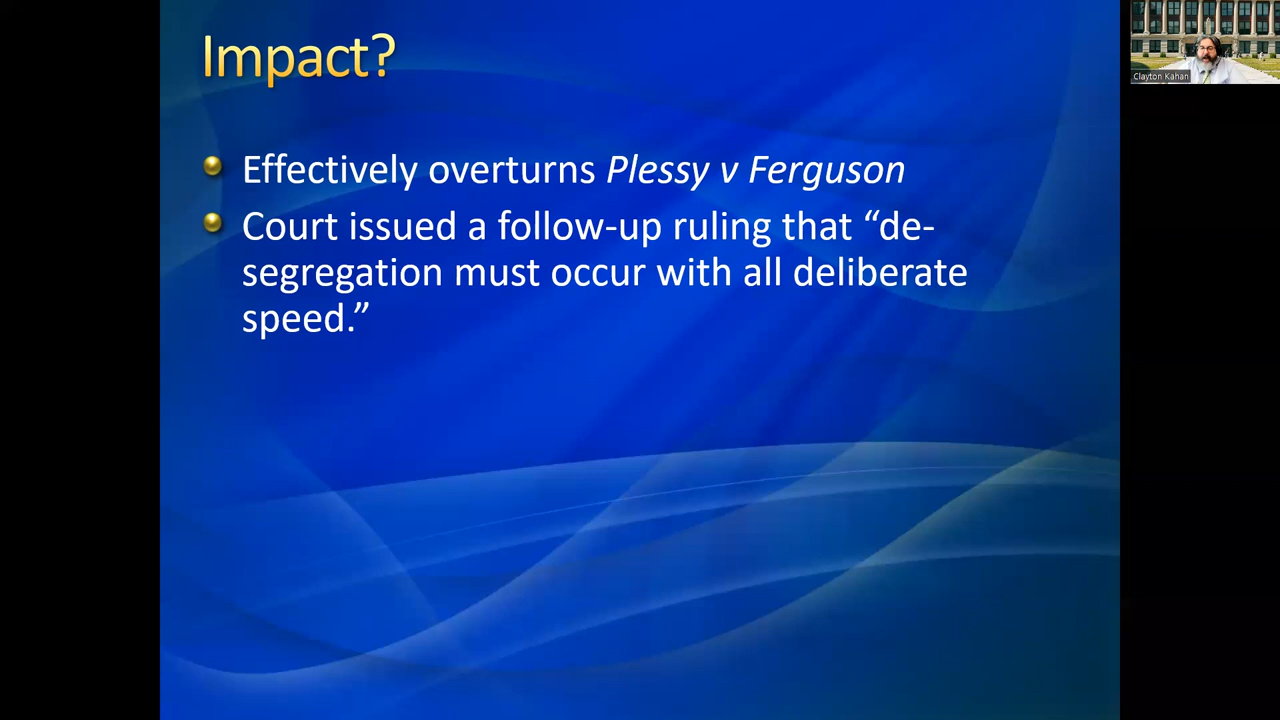 Impact?
Effectively overturns Plessy v Ferguson
Court issued a follow-up ruling that “de-
segregation must occur with all deliberate
speed.”
Clayton Kahan